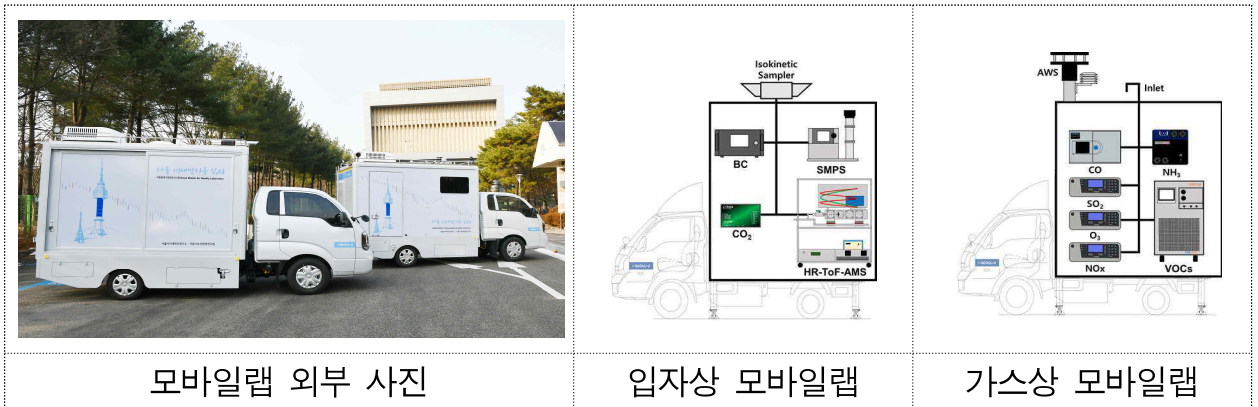 Isokinetic
Sampler
BC
SMPS
CO₂
HR-ToF-AMS
AWS
Inlet
CO
NH₃
SO₂
O₃
NOx
VOCs
모바일랩 외부 사진
입자상 모바일랩
가스상 모바일랩